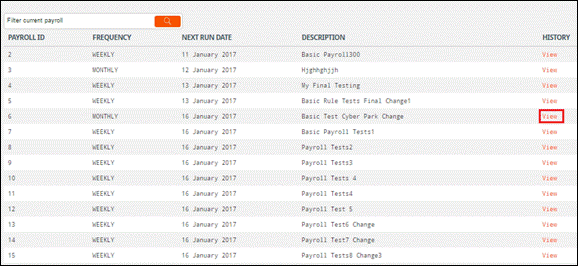 Filter current payroll
PAYROLL ID FREQUENCY NEXT RUN DATE DESCRIPTION HISTORY
2 WEEKLY 11 January 2017 Basic Payroll300 View
3 MONTHLY 12 January 2017 Hjghhghjjh View
4 WEEKLY 13 January 2017 My Final Testing View
5 WEEKLY 13 January 2017 Basic Rule Tests Final Change1 View
6 MONTHLY 16 January 2017 Basic Test Cyber Park Change View
7 WEEKLY 16 January 2017 Basic Payroll Tests1 View
8 WEEKLY 16 January 2017 Payroll Tests2 View
9 WEEKLY 16 January 2017 Payroll Tests3 View
10 WEEKLY 16 January 2017 Payroll Tests 4 View
11 WEEKLY 16 January 2017 Payroll Tests4 View
12 WEEKLY 16 January 2017 Payroll Test 5 View
13 WEEKLY 16 January 2017 Payroll Test6 Change View
14 WEEKLY 16 January 2017 Payroll Test7 Change View
15 WEEKLY 16 January 2017 Payroll Tests8 Change3 View